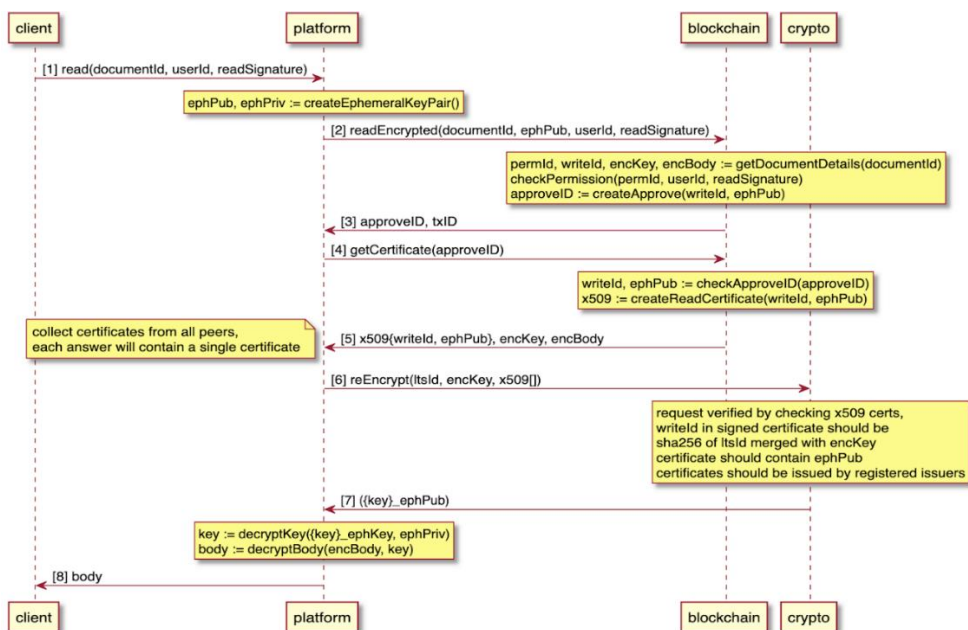 client platform blockchain crypto
[1] read(documentId, userId, readSignature)
ephPub, ephPriv := createEphemeralKeyPair()
[2] readEncrypted(documentId, ephPub, userId, readSignature)
permId, writeId, encKey, encBody := getDocumentDetails(documentId)
checkPermission(permId, userId, readSignature)
approveID := createApprove(writeId, ephPub)
[3] approveID, txID
[4] getCertificate(approveID)
writeId, ephPub := checkApproveID(approveID)
x509 := createReadCertificate(writeId, ephPub)
collect certificates from all peers,
each answer will contain a single certificate
[5] x509{writeId, ephPub}, encKey, encBody
[6] reEncrypt(ltsId, encKey, x509[])
request verified by checking x509 certs,
writeId in signed certificate should be
sha256 of ltsId merged with encKey
certificate should contain ephPub
certificates should be issued by registered issuers
[7] ({key}_ephPub)
key := decryptKey({key}_ephKey, ephPriv)
body := decryptBody(encBody, key)
[8] body
client platform blockchain crypto